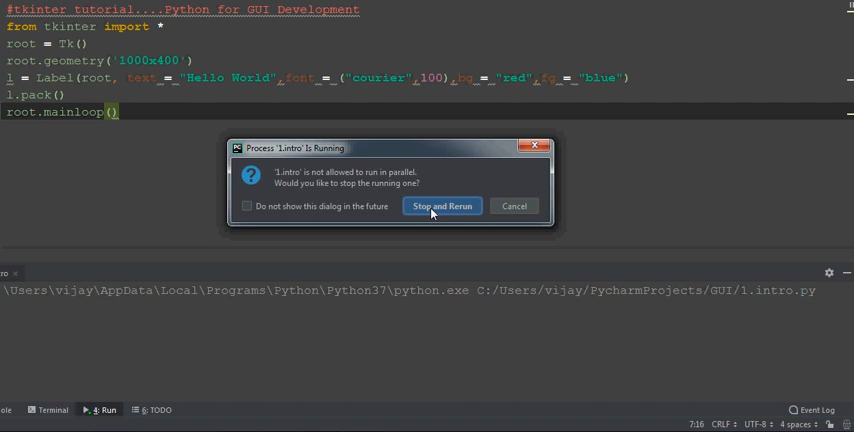 #tkinter tutorial....Python for GUI Development
from tkinter import *
root = Tk()
root.geometry('1000x400')
l = Label(root, text = "Hello World",font = ("courier",100),bg = "red",fg = "blue")
l.pack()
root.mainloop()
PC Process '1.intro' Is Running
'1.intro' is not allowed to run in parallel.
Would you like to stop the running one?
Do not show this dialog in the future Stop and Rerun Cancel
ro ×
\Users\vijay\AppData\Local\Programs\Python\Python37\python.exe C:/Users/vijay/PycharmProjects/GUI/1.intro.py
ole Terminal 4: Run 6: TODO Event Log
7:16 CRLF UTF-8 4 spaces